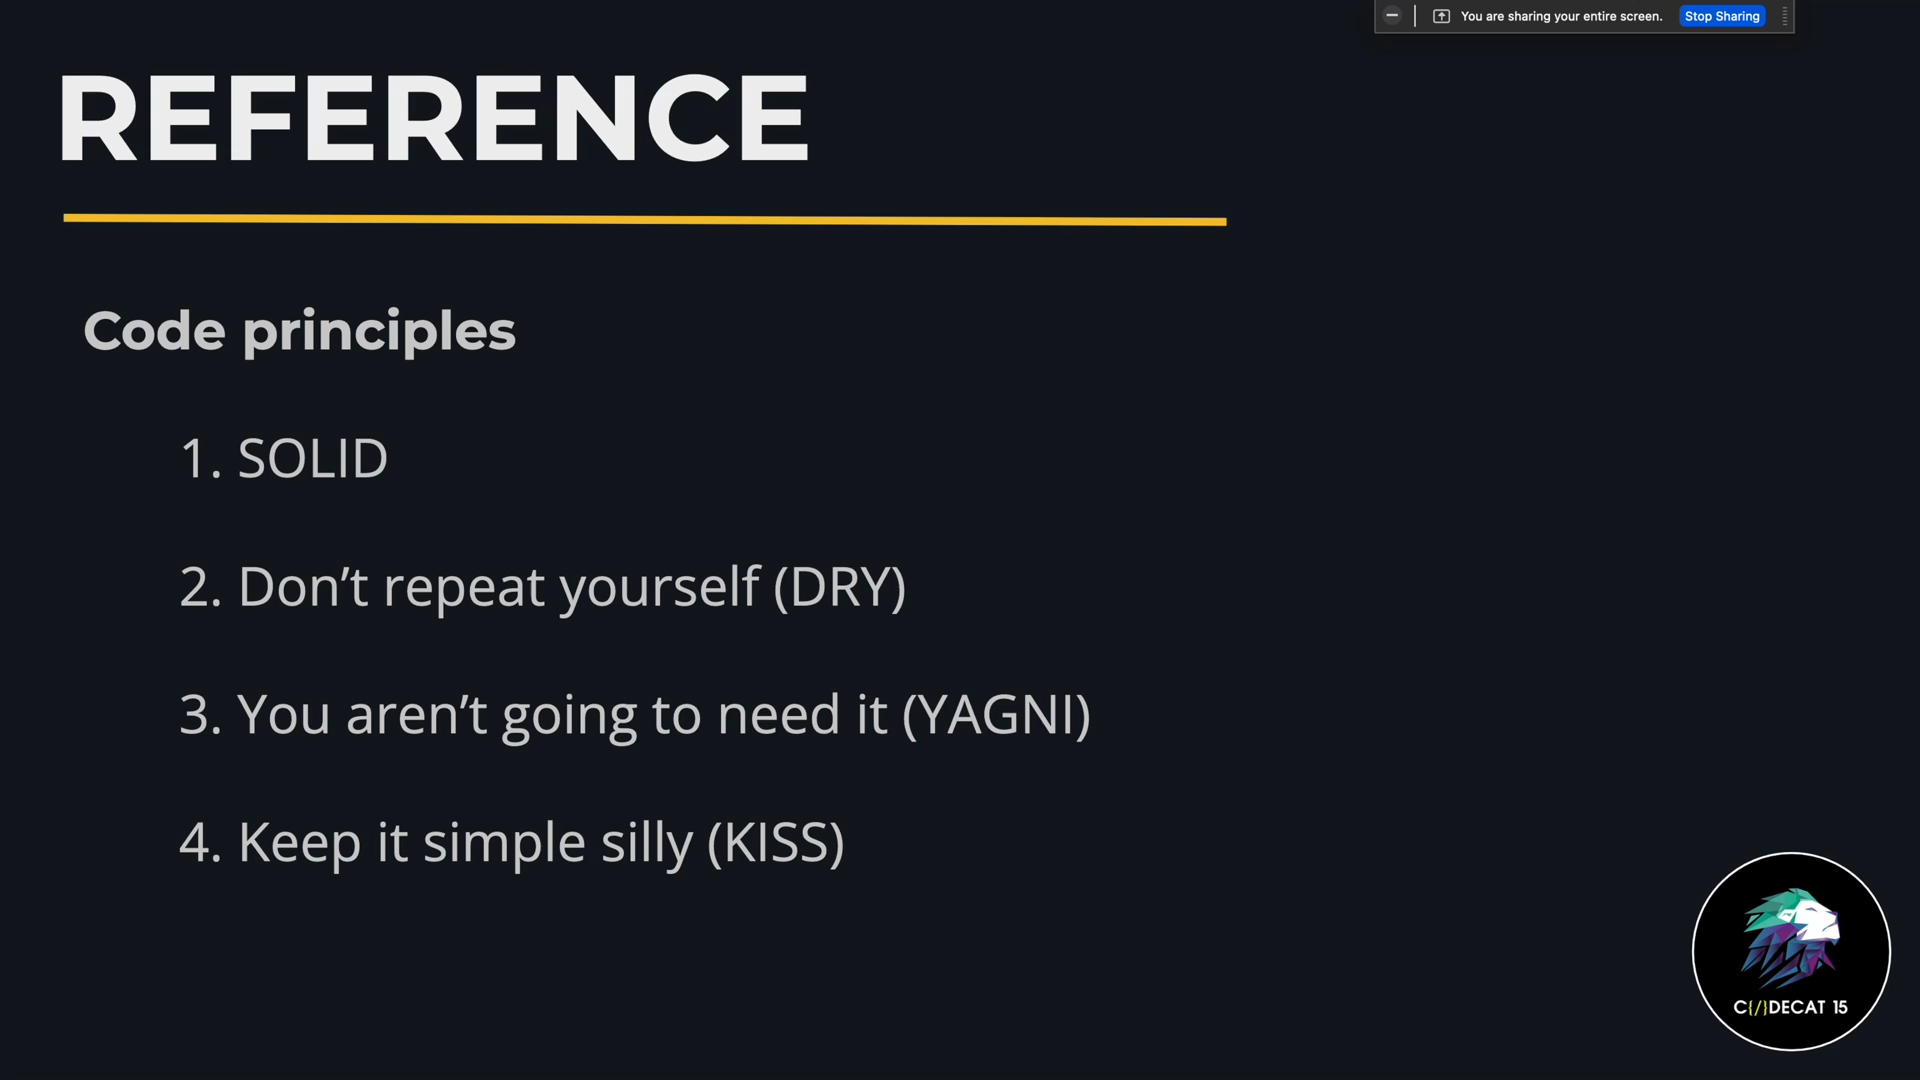 You are sharing your entire screen. Stop Sharing
REFERENCE
Code principles
1. SOLID
2. Don’t repeat yourself (DRY)
3. You aren’t going to need it (YAGNI)
4. Keep it simple silly (KISS)
C{/}DECAT 15